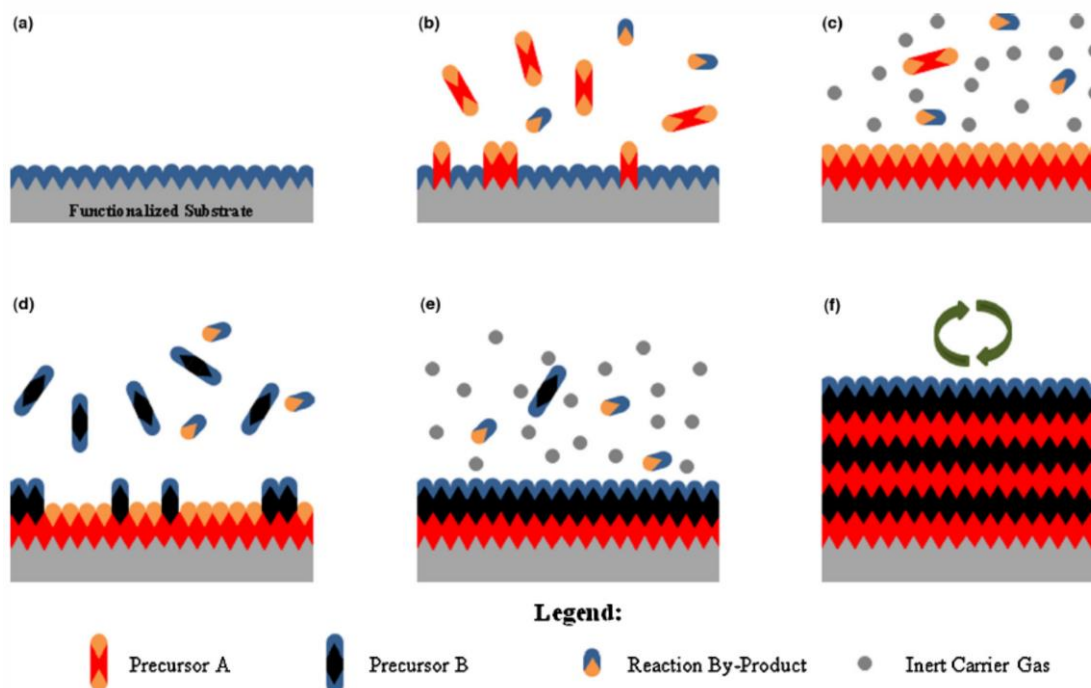 (a)
(b)
(c)
Functionalized Substrate
(d)
(e)
(f)
Legend:
Precursor A
Precursor B
Reaction By-Product
Inert Carrier Gas